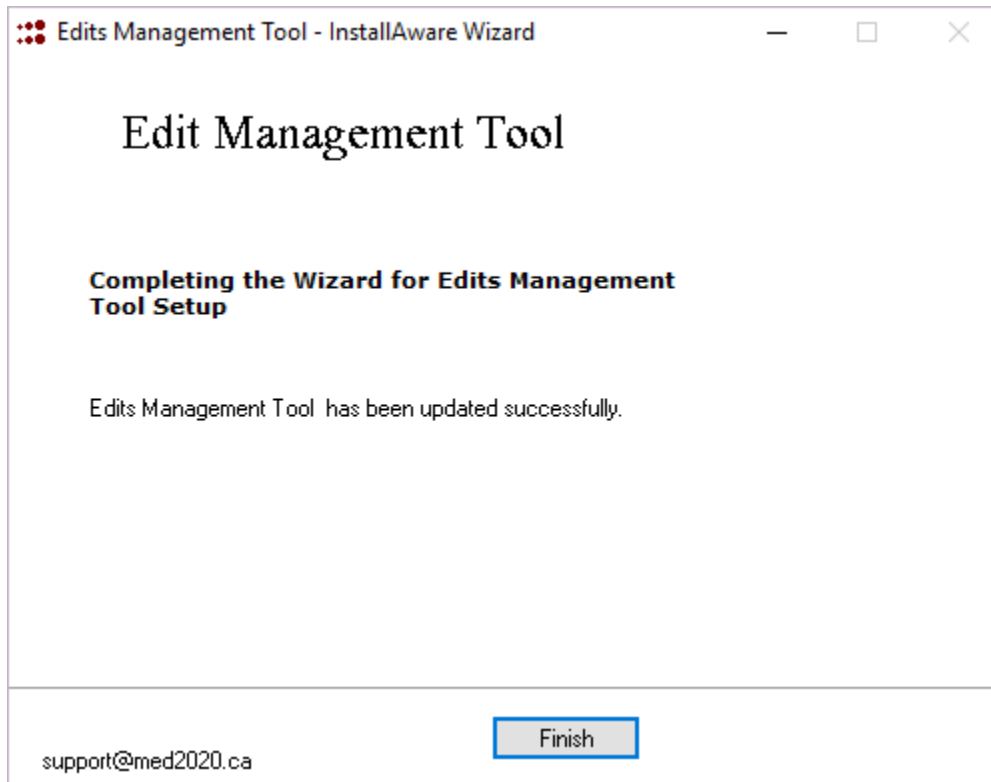 Edits Management Tool - InstallAware Wizard
Edit Management Tool
Completing the Wizard for Edits Management
Tool Setup
Edits Management Tool  has been updated successfully.
Finish
support@med2020.ca